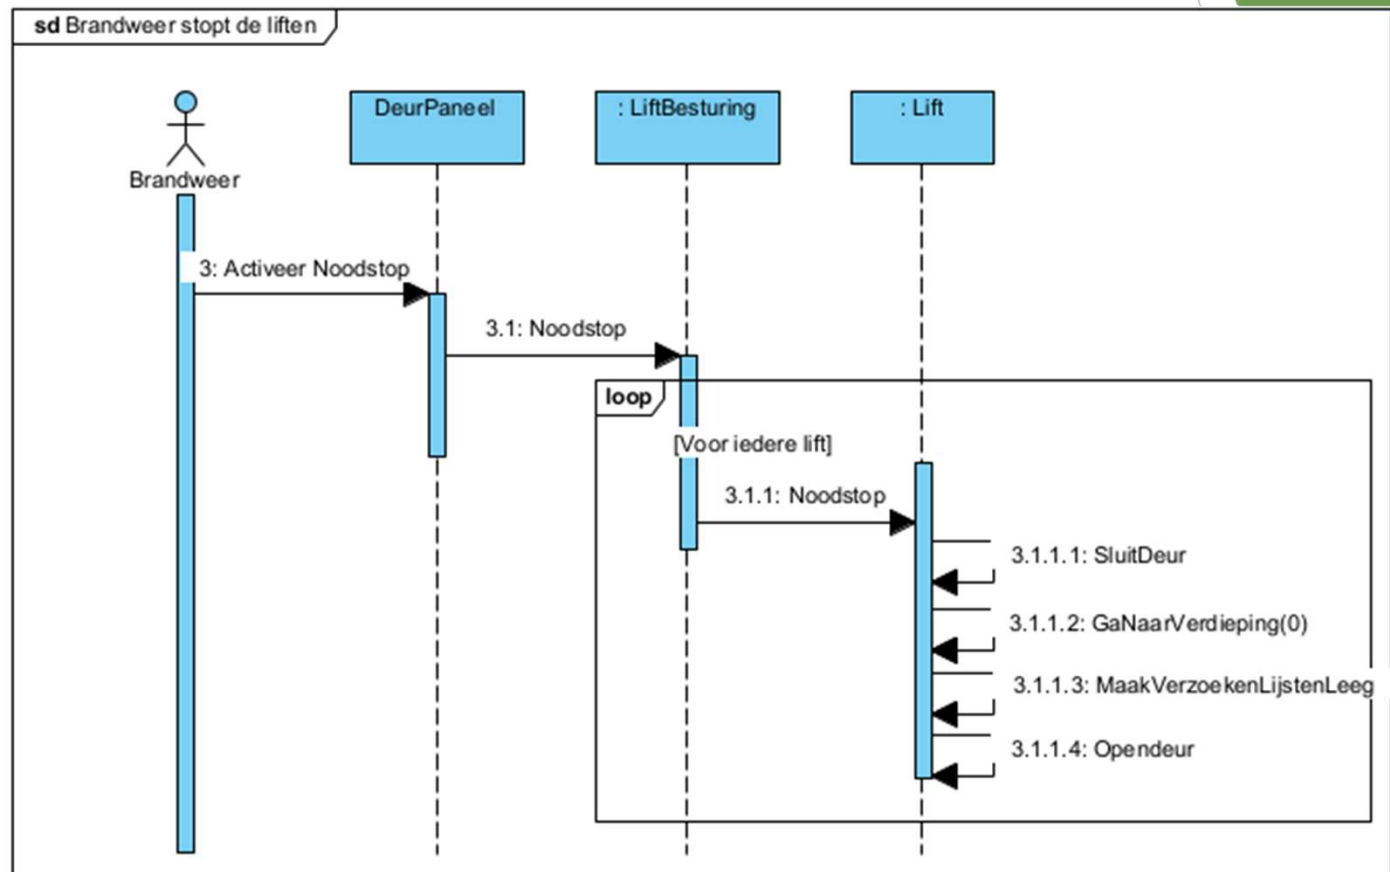 sd Brandweer stopt de liften
DeurPaneel
: LiftBesturing
: Lift
Brandweer
3: Activeer Noodstop
3.1: Noodstop
loop
[Voor iedere lift]
3.1.1: Noodstop
3.1.1.1: SluitDeur
3.1.1.2: GaNaarVerdieping(0)
3.1.1.3: MaakVerzoekenLijstenLeeg
3.1.1.4: Opendeur